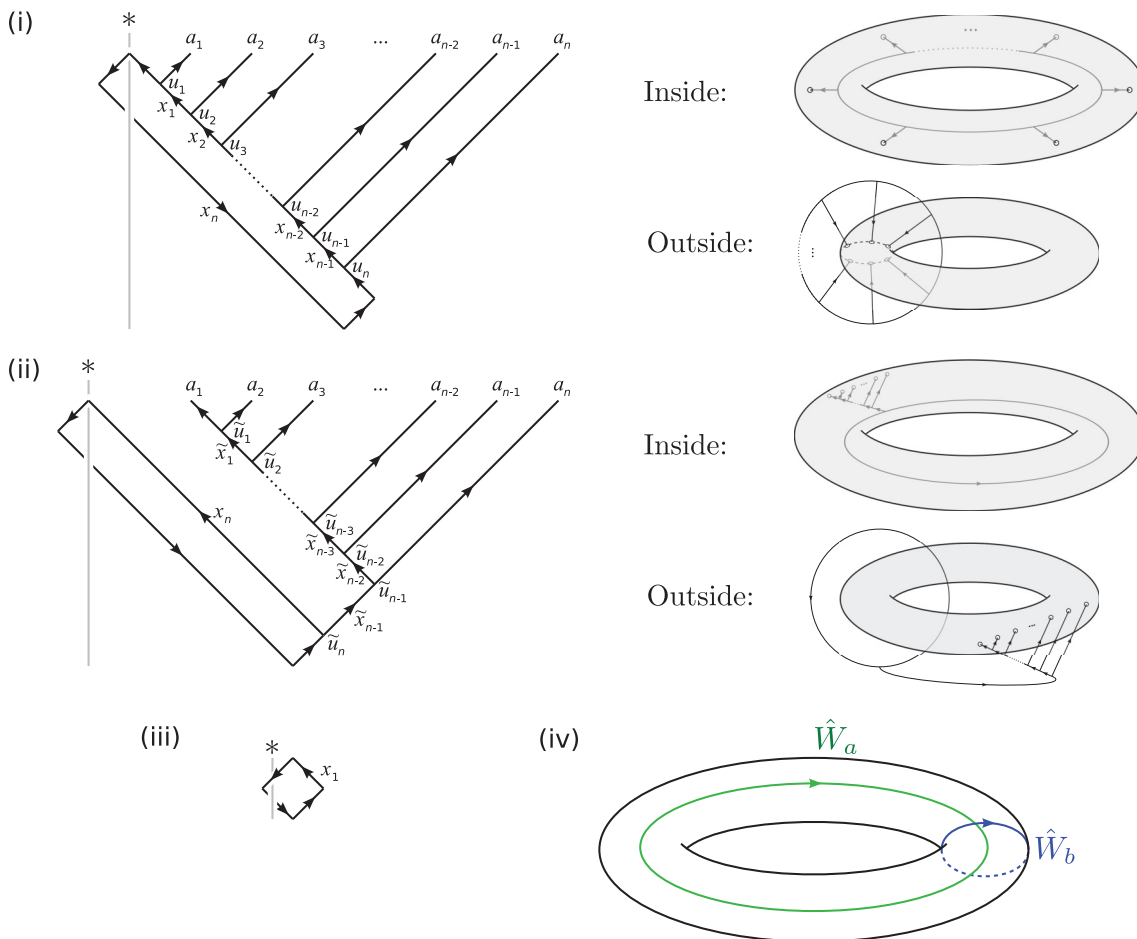 (i)
*
a₁ a₂ a₃ ... aₙ₋₂ aₙ₋₁ aₙ
u₁
x₁ u₂
x₂ u₃
xₙ
uₙ₋₂
xₙ₋₂ uₙ₋₁
xₙ₋₁ uₙ
Inside:
...
Outside:
...
(ii)
*
a₁ a₂ a₃ ... aₙ₋₂ aₙ₋₁ aₙ
ũ₁
x̃₁ ũ₂
xₙ
ũₙ₋₃
x̃ₙ₋₃ ũₙ₋₂
x̃ₙ₋₂ ũₙ₋₁
x̃ₙ₋₁
ũₙ
Inside:
...
Outside:
...
(iii)
*
x₁
(iv)
Ŵₐ
Ŵ_b